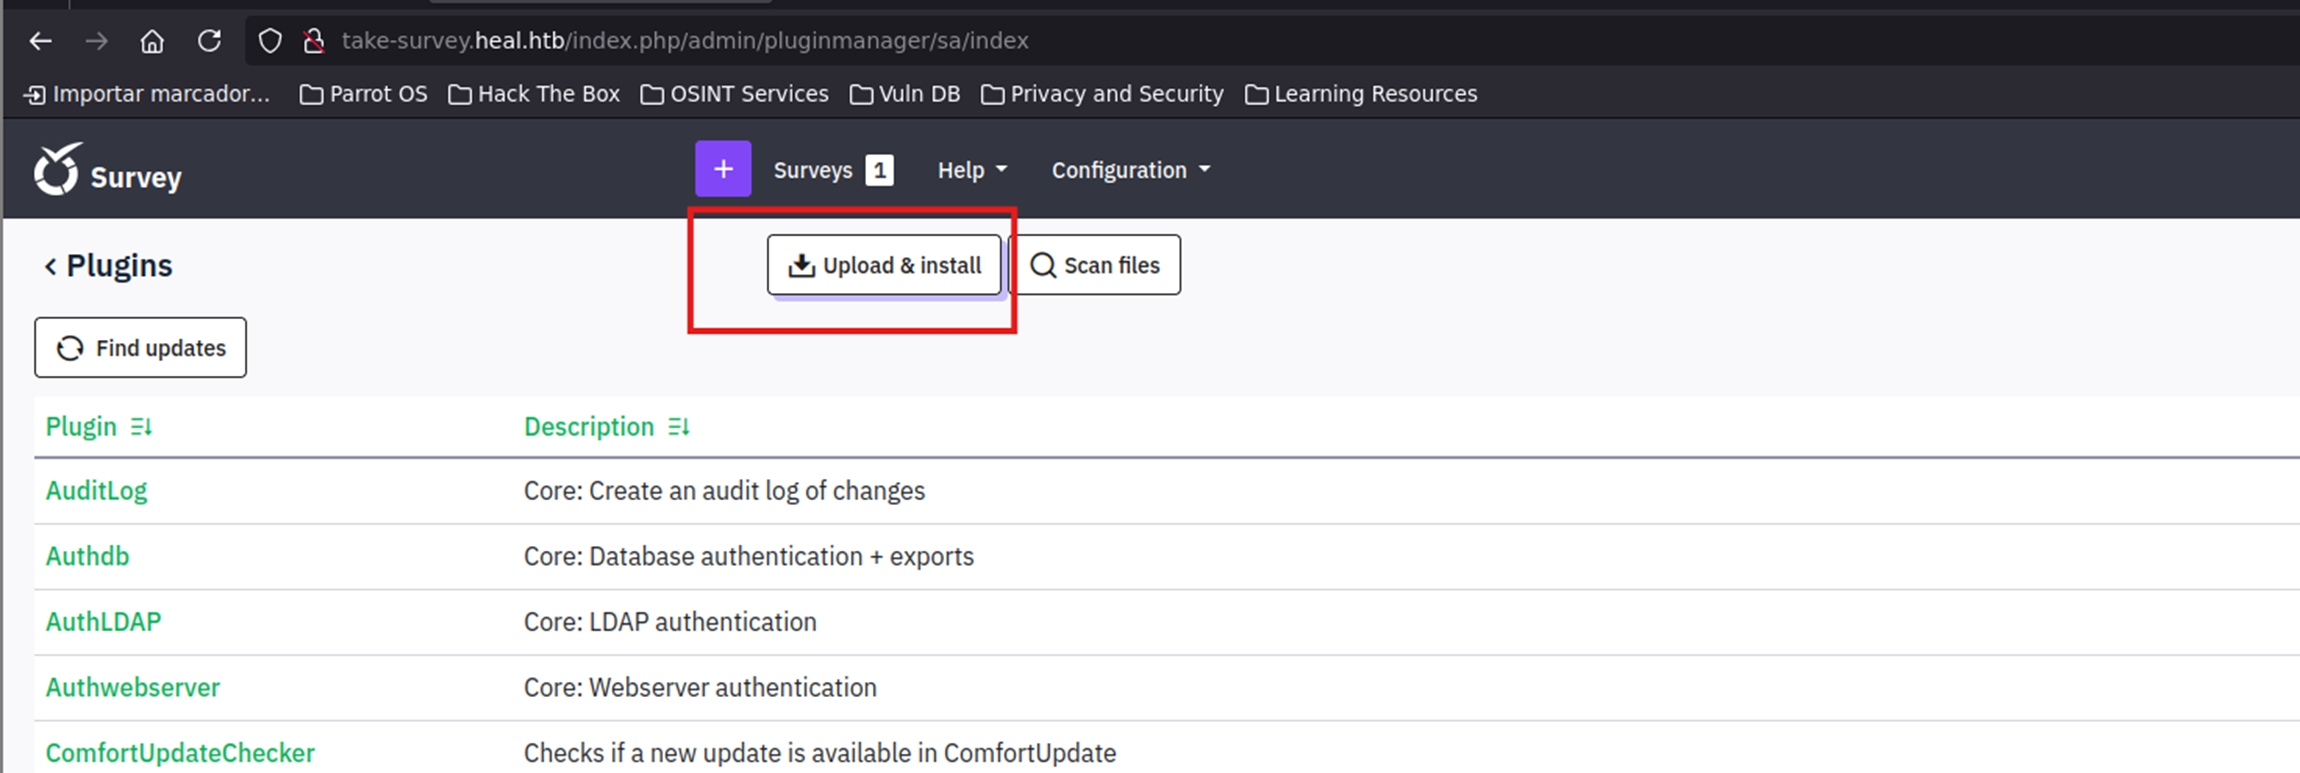 take-survey.heal.htb/index.php/admin/pluginmanager/sa/index
Importar marcador... Parrot OS Hack The Box OSINT Services Vuln DB Privacy and Security Learning Resources
Survey + Surveys 1 Help Configuration
Plugins Upload & install Scan files
Find updates
Plugin Description
AuditLog Core: Create an audit log of changes
Authdb Core: Database authentication + exports
AuthLDAP Core: LDAP authentication
Authwebserver Core: Webserver authentication
ComfortUpdateChecker Checks if a new update is available in ComfortUpdate